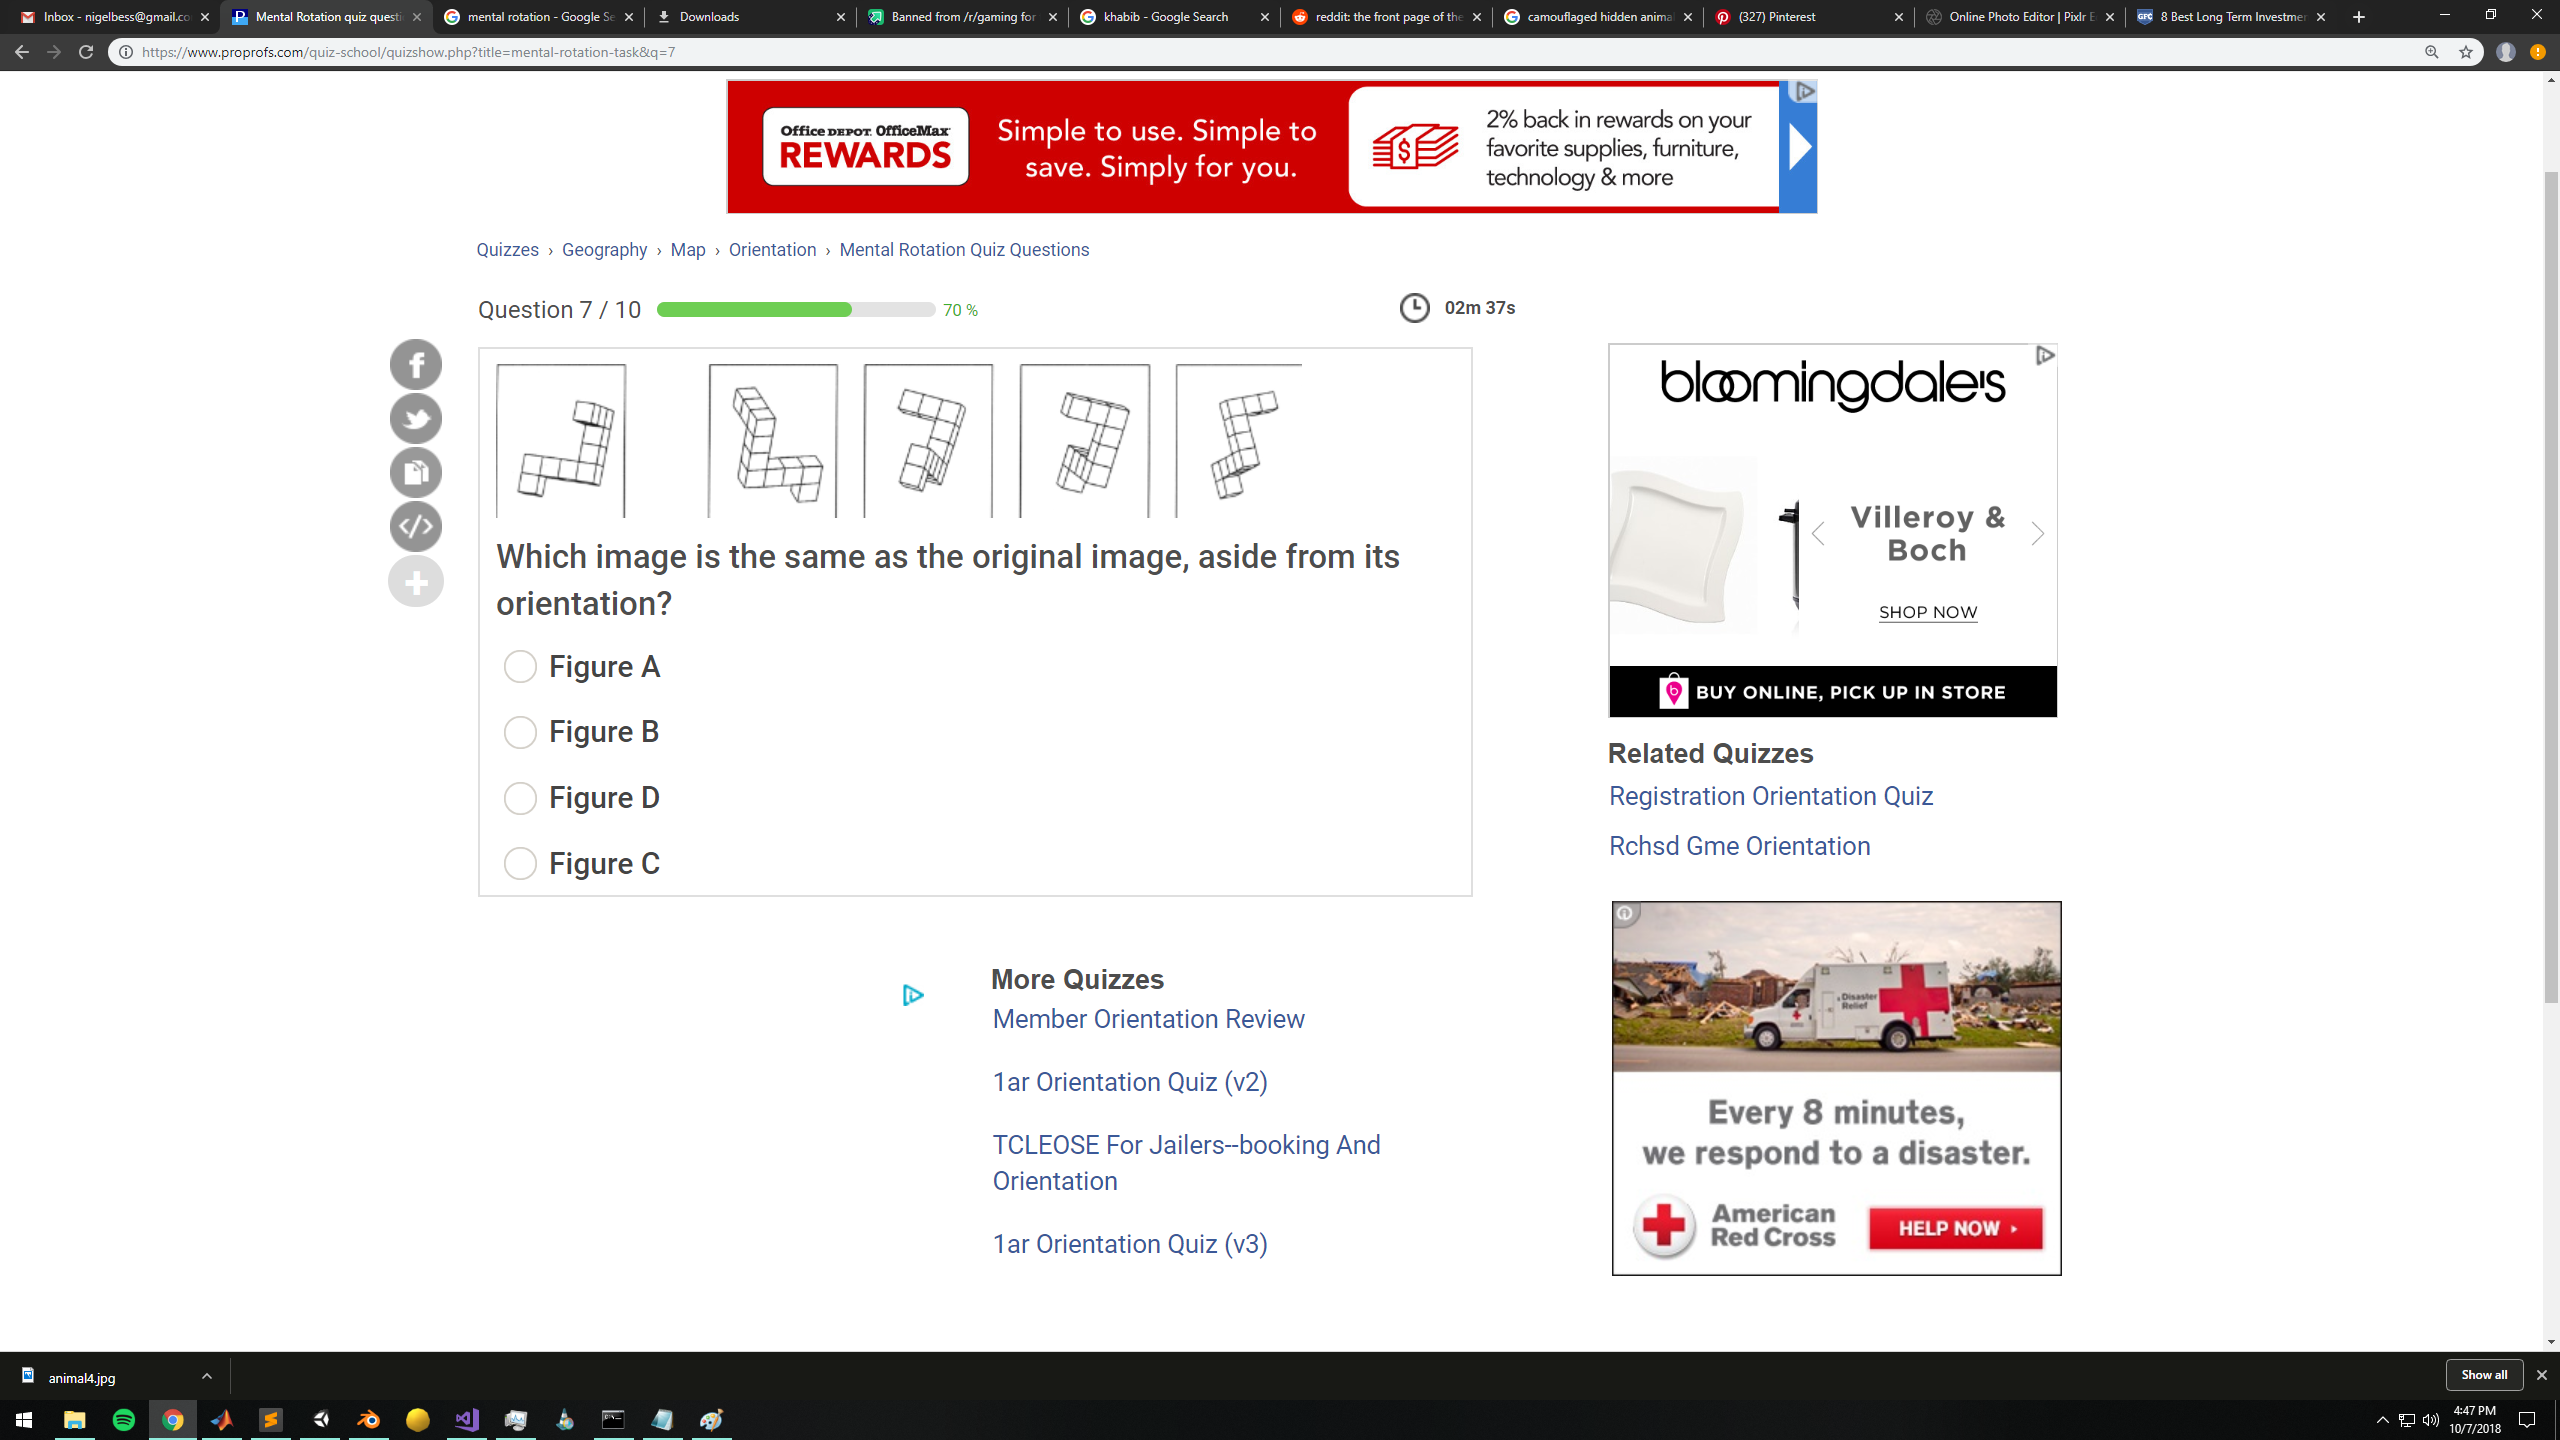 Inbox - nigelbess@gmail.co
Mental Rotation quiz questi
mental rotation - Google Se
Downloads
Banned from /r/gaming for
khabib - Google Search
reddit: the front page of the
camouflaged hidden animal
(327) Pinterest
Online Photo Editor | Pixlr E
8 Best Long Term Investmer
https://www.proprofs.com/quiz-school/quizshow.php?title=mental-rotation-task&q=7
Office DEPOT. OfficeMax
REWARDS
Simple to use. Simple to
save. Simply for you.
2% back in rewards on your
favorite supplies, furniture,
technology & more
Quizzes › Geography › Map › Orientation › Mental Rotation Quiz Questions
Question 7 / 10
70 %
02m 37s
Which image is the same as the original image, aside from its
orientation?
Figure A
Figure B
Figure D
Figure C
bloomingdale's
Villeroy &
Boch
SHOP NOW
BUY ONLINE, PICK UP IN STORE
Related Quizzes
Registration Orientation Quiz
Rchsd Gme Orientation
Disaster
Relief
Every 8 minutes,
we respond to a disaster.
American
Red Cross
HELP NOW
More Quizzes
Member Orientation Review
1ar Orientation Quiz (v2)
TCLEOSE For Jailers--booking And
Orientation
1ar Orientation Quiz (v3)
animal4.jpg
Show all
4:47 PM
10/7/2018